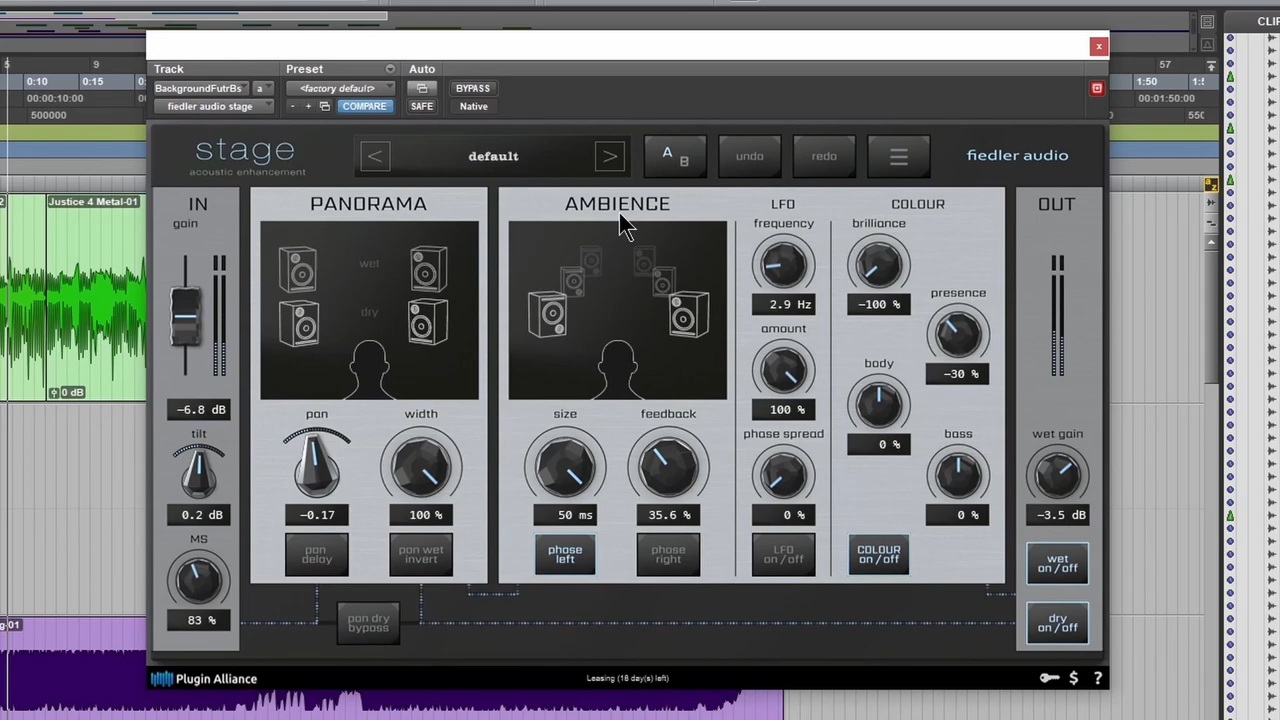 CLIP
5
9
57
0:10
0:15
1:50
00:00:10:00
00:01:50:00
500000
Track
Preset
Auto
BackgroundFutrBs
a
<factory default>
BYPASS
fiedler audio stage
- +
COMPARE
SAFE
Native
stage
acoustic enhancement
<
default
>
A
B
undo
redo
fiedler audio
Justice 4 Metal-01
0 dB
IN
gain
-6.8 dB
tilt
0.2 dB
MS
83 %
PANORAMA
wet
dry
pan
width
-0.17
100 %
pan delay
pan wet invert
pan dry bypass
AMBIENCE
size
feedback
50 ms
35.6 %
phase left
phase right
LFO
frequency
2.9 Hz
amount
100 %
phase spread
0 %
LFO on/off
COLOUR
brilliance
-100 %
presence
-30 %
body
0 %
bass
0 %
COLOUR on/off
OUT
wet gain
-3.5 dB
wet on/off
dry on/off
Plugin Alliance
Leasing (18 day(s) left)
$
?